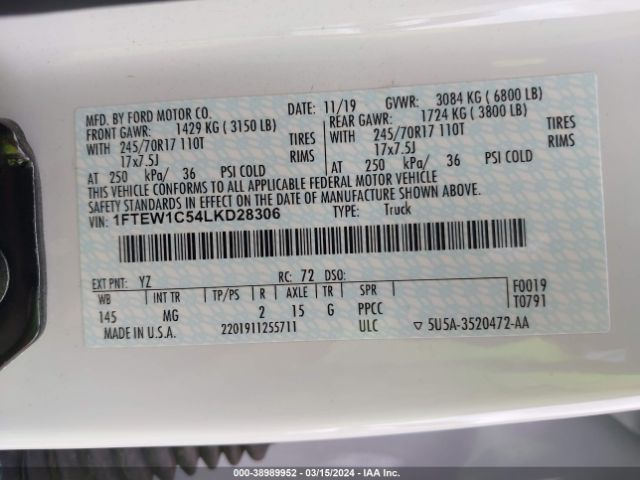 MFD. BY FORD MOTOR CO. DATE: 11/19 GVWR: 3084 KG ( 6800 LB)
FRONT GAWR: 1429 KG ( 3150 LB) REAR GAWR: 1724 KG ( 3800 LB)
WITH 245/70R17 110T TIRES WITH 245/70R17 110T TIRES
17x7.5J RIMS 17x7.5J RIMS
AT 250 kPa/ 36 PSI COLD AT 250 kPa/ 36 PSI COLD
THIS VEHICLE CONFORMS TO ALL APPLICABLE FEDERAL MOTOR VEHICLE
SAFETY STANDARDS IN EFFECT ON THE DATE OF MANUFACTURE SHOWN ABOVE.
VIN: 1FTEW1C54LKD28306 TYPE: Truck
EXT PNT: YZ RC: 72 DSO: F0019
WB INT TR TP/PS R AXLE TR SPR T0791
145 MG 2 15 G PPCC
MADE IN U.S.A. 2201911255711 ULC ▽ 5U5A-3520472-AA
000-38989952 - 03/15/2024 - IAA Inc.